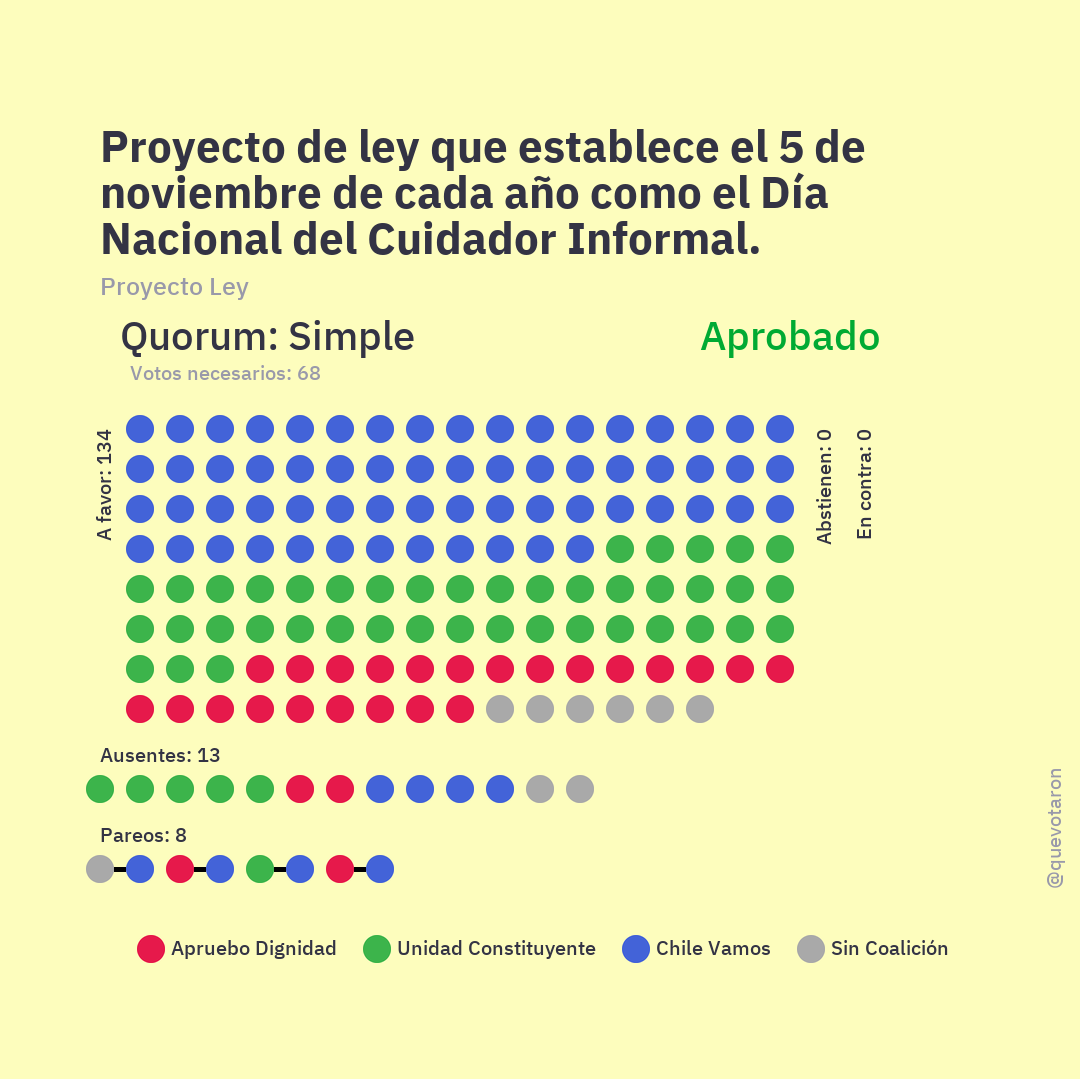 Proyecto de ley que establece el 5 de
noviembre de cada año como el Día
Nacional del Cuidador Informal.
Proyecto Ley
Quorum: Simple
Aprobado
Votos necesarios: 68
A favor: 134
Abstienen: 0
En contra: 0
Ausentes: 13
Pareos: 8
@quevotaron
Apruebo Dignidad
Unidad Constituyente
Chile Vamos
Sin Coalición